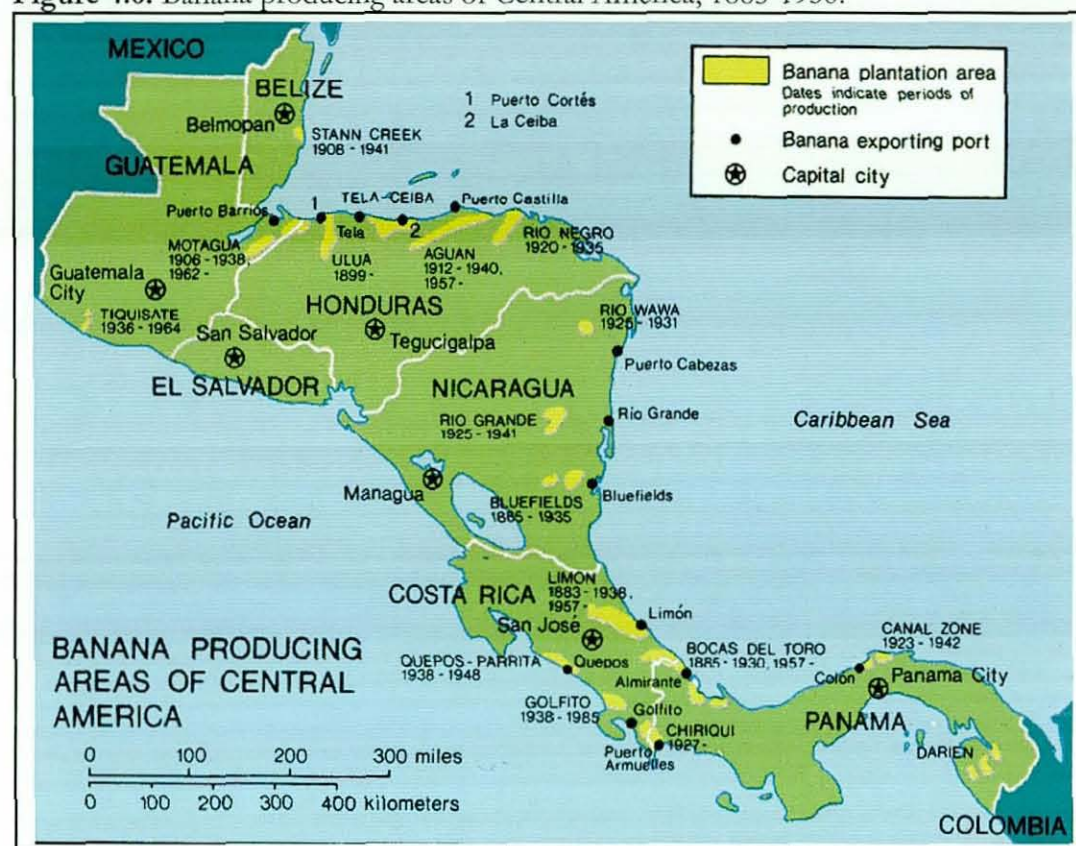 Figure 4.6. Banana producing areas of Central America, 1883-1950.
MEXICO
BELIZE
Belmopan
STANN CREEK
1908 - 1941
1 Puerto Cortés
2 La Ceiba
Banana plantation area
Dates indicate periods of
production
Banana exporting port
Capital city
GUATEMALA
Puerto Barrios
1
TELA-CEIBA
Tela
2
Puerto Castilla
MOTAGUA
1906 - 1938,
1962 -
ULUA
1899 -
AGUAN
1912 - 1940,
1957 -
RIO NEGRO
1920 - 1935
Guatemala
City
TIQUISATE
1936 - 1964
HONDURAS
Tegucigalpa
San Salvador
EL SALVADOR
RIO WAWA
1925 - 1931
Puerto Cabezas
NICARAGUA
RIO GRANDE
1925 - 1941
Río Grande
Caribbean Sea
Managua
BLUEFIELDS
1885 - 1935
Bluefields
Pacific Ocean
COSTA RICA
LIMON
1883 - 1938,
1957 -
Limón
San José
QUEPOS - PARRITA
1938 - 1948
Quepos
BOCAS DEL TORO
1885 - 1930, 1957 -
Almirante
CANAL ZONE
1923 - 1942
Colón
Panama City
GOLFITO
1938 - 1985
Golfito
Puerto
Armuelles
CHIRIQUI
1927 -
PANAMA
DARIEN
COLOMBIA
BANANA PRODUCING
AREAS OF CENTRAL
AMERICA
0 100 200 300 miles
0 100 200 300 400 kilometers